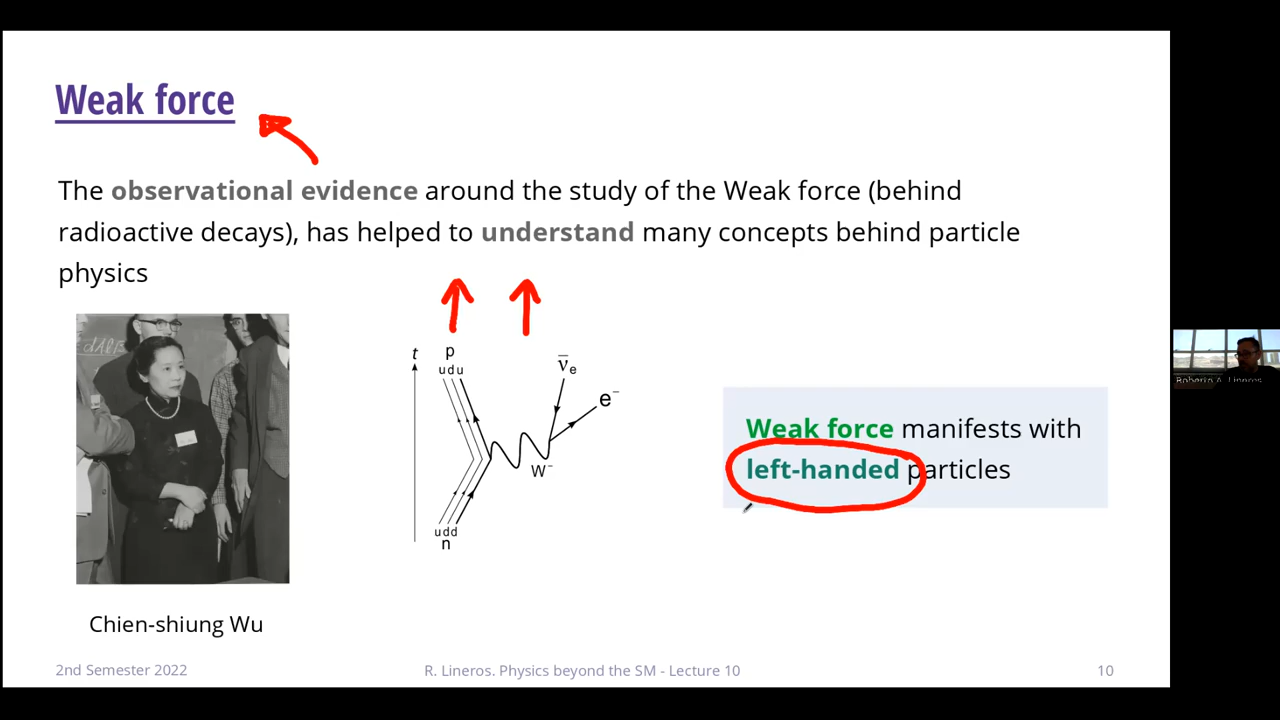 Weak force
The observational evidence around the study of the Weak force (behind
radioactive decays), has helped to understand many concepts behind particle
physics
t
p
udu
ν̅e
e⁻
W⁻
udd
n
Weak force manifests with
left-handed particles
Chien-shiung Wu
2nd Semester 2022
R. Lineros. Physics beyond the SM - Lecture 10
10
Roberto A. Lineros